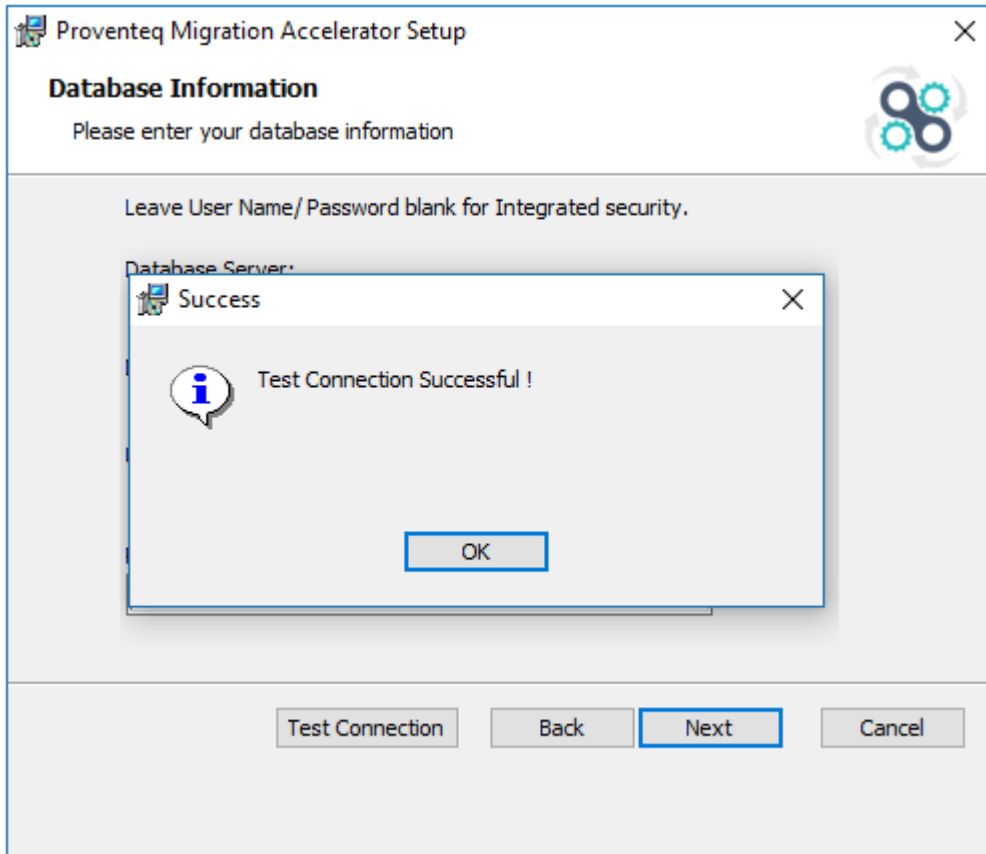 Proventeq Migration Accelerator Setup
Database Information
Please enter your database information
Leave User Name/ Password blank for Integrated security.
Database Server:
Success
Test Connection Successful !
OK
Test Connection
Back
Next
Cancel